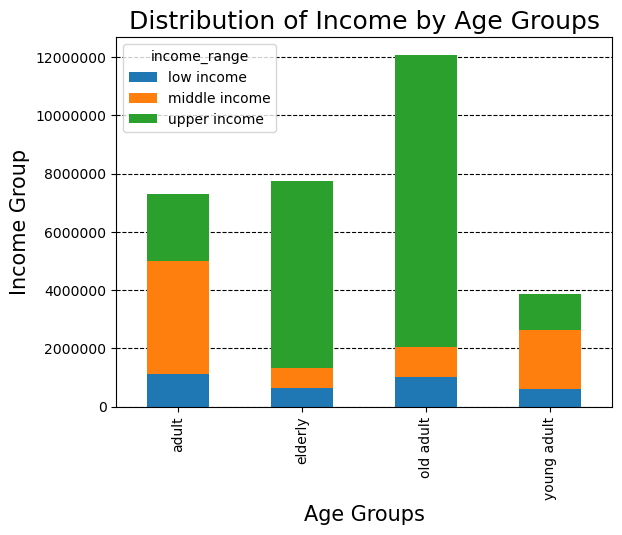 Distribution of Income by Age Groups
income_range
low income
middle income
upper income
12000000
10000000
8000000
6000000
4000000
2000000
0
Income Group
adult
elderly
old adult
young adult
Age Groups